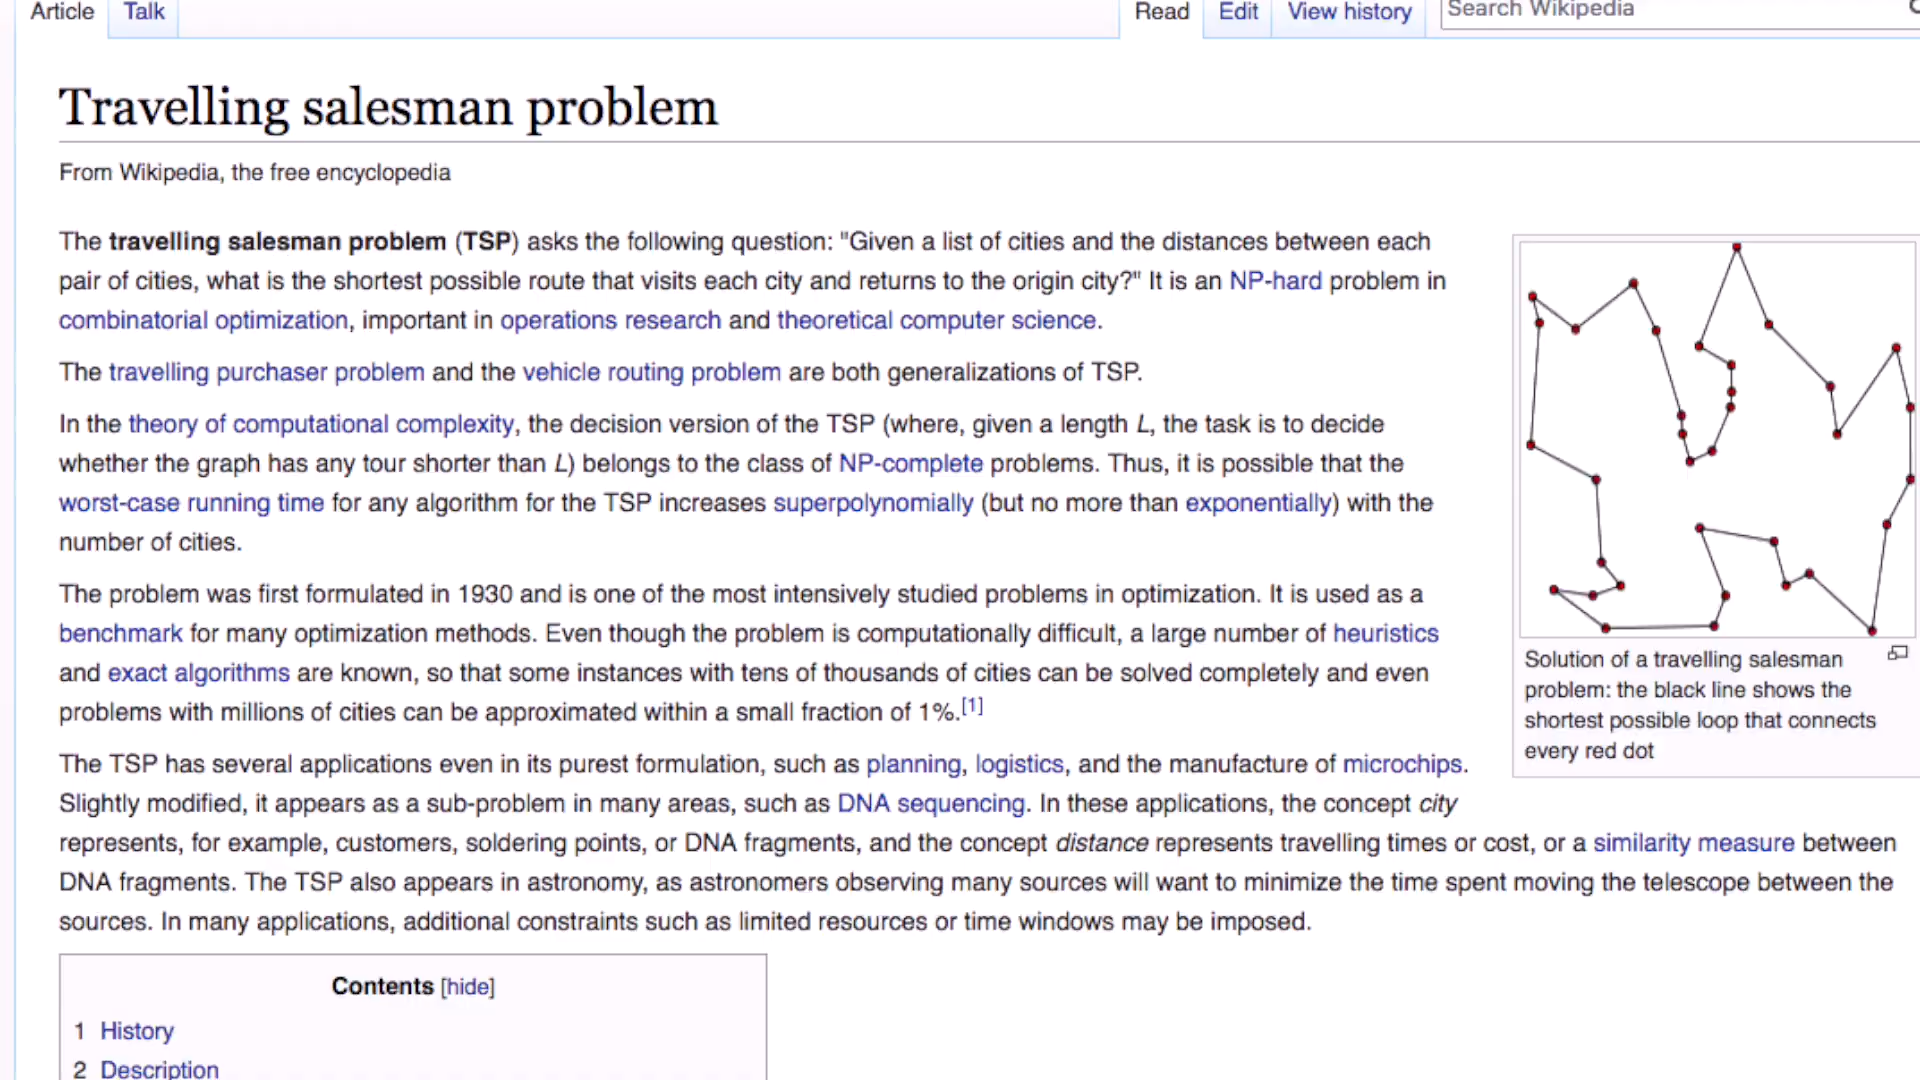 Article Talk Read Edit View history Search Wikipedia
Travelling salesman problem
From Wikipedia, the free encyclopedia
The travelling salesman problem (TSP) asks the following question: "Given a list of cities and the distances between each
pair of cities, what is the shortest possible route that visits each city and returns to the origin city?" It is an NP-hard problem in
combinatorial optimization, important in operations research and theoretical computer science.
The travelling purchaser problem and the vehicle routing problem are both generalizations of TSP.
In the theory of computational complexity, the decision version of the TSP (where, given a length L, the task is to decide
whether the graph has any tour shorter than L) belongs to the class of NP-complete problems. Thus, it is possible that the
worst-case running time for any algorithm for the TSP increases superpolynomially (but no more than exponentially) with the
number of cities.
The problem was first formulated in 1930 and is one of the most intensively studied problems in optimization. It is used as a
benchmark for many optimization methods. Even though the problem is computationally difficult, a large number of heuristics
and exact algorithms are known, so that some instances with tens of thousands of cities can be solved completely and even
problems with millions of cities can be approximated within a small fraction of 1%.[1]
Solution of a travelling salesman
problem: the black line shows the
shortest possible loop that connects
every red dot
The TSP has several applications even in its purest formulation, such as planning, logistics, and the manufacture of microchips.
Slightly modified, it appears as a sub-problem in many areas, such as DNA sequencing. In these applications, the concept city
represents, for example, customers, soldering points, or DNA fragments, and the concept distance represents travelling times or cost, or a similarity measure between
DNA fragments. The TSP also appears in astronomy, as astronomers observing many sources will want to minimize the time spent moving the telescope between the
sources. In many applications, additional constraints such as limited resources or time windows may be imposed.
Contents [hide]
1 History
2 Description